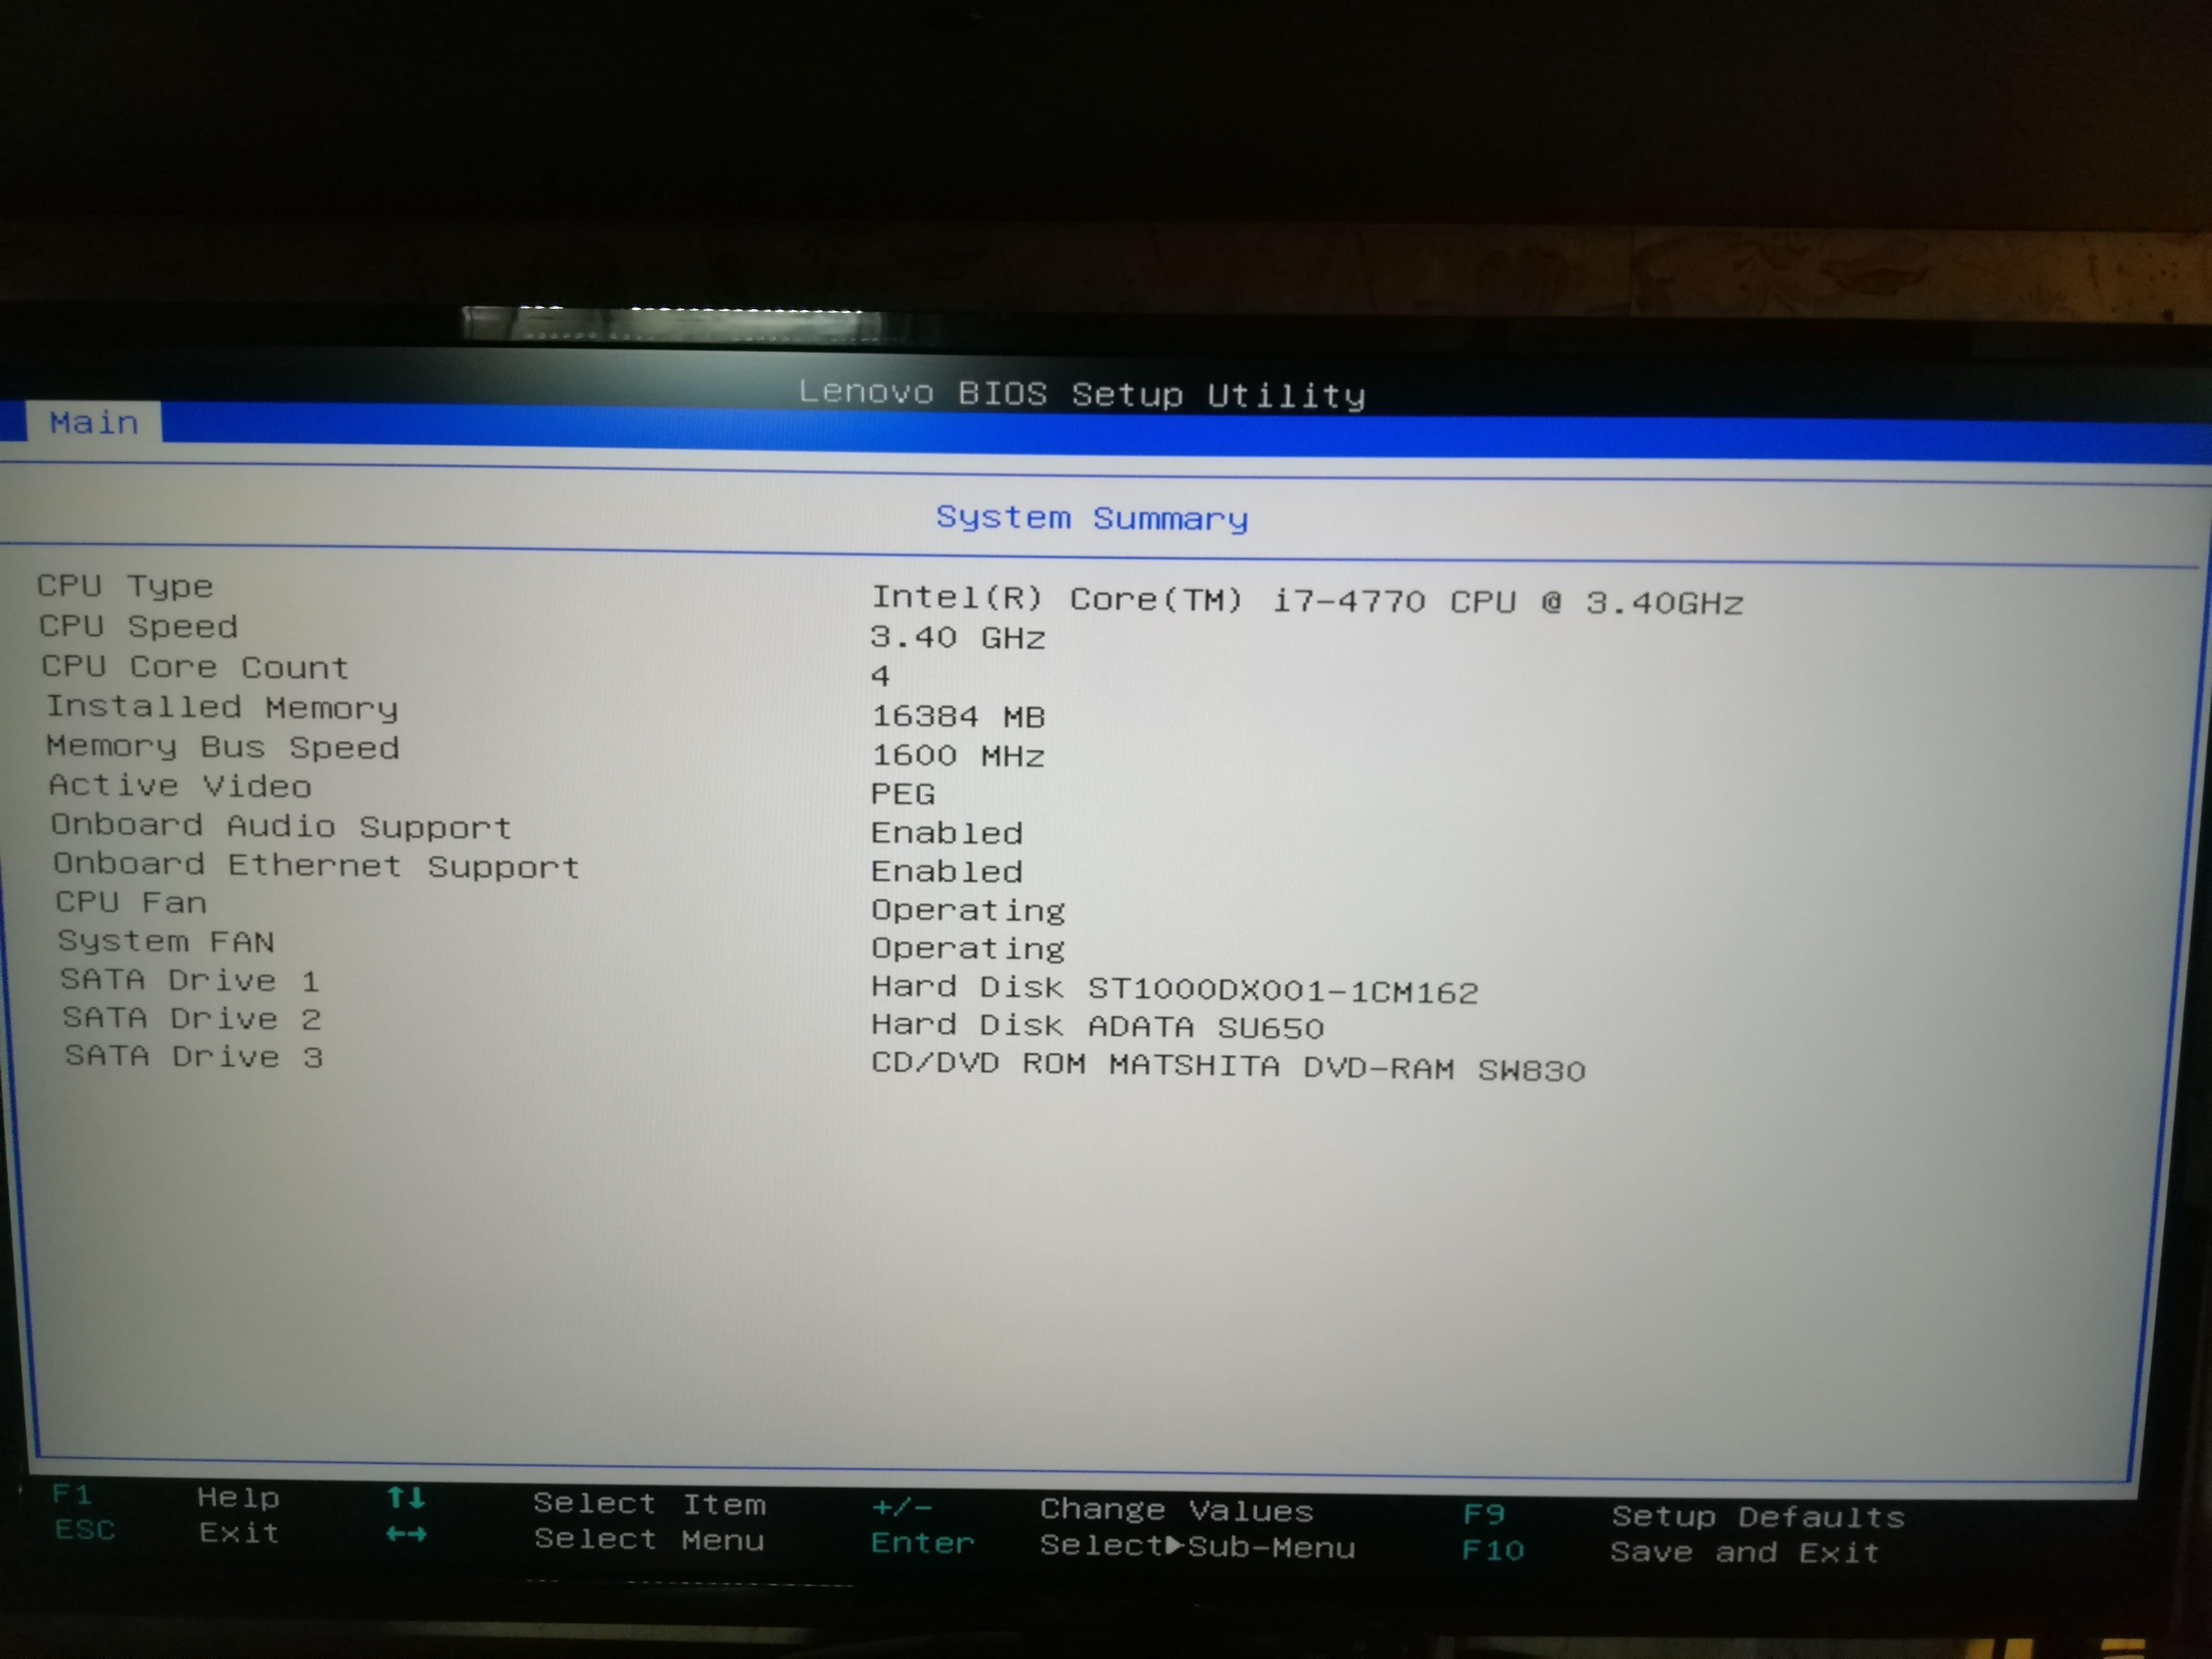 Lenovo BIOS Setup Utility
Main
System Summary
CPU Type Intel(R) Core(TM) i7-4770 CPU @ 3.40GHz
CPU Speed 3.40 GHz
CPU Core Count 4
Installed Memory 16384 MB
Memory Bus Speed 1600 MHz
Active Video PEG
Onboard Audio Support Enabled
Onboard Ethernet Support Enabled
CPU Fan Operating
System FAN Operating
SATA Drive 1 Hard Disk ST1000DX001-1CM162
SATA Drive 2 Hard Disk ADATA SU650
SATA Drive 3 CD/DVD ROM MATSHITA DVD-RAM SW830
F1 Help ↑↓ Select Item +/- Change Values F9 Setup Defaults
ESC Exit ←→ Select Menu Enter Select▶Sub-Menu F10 Save and Exit